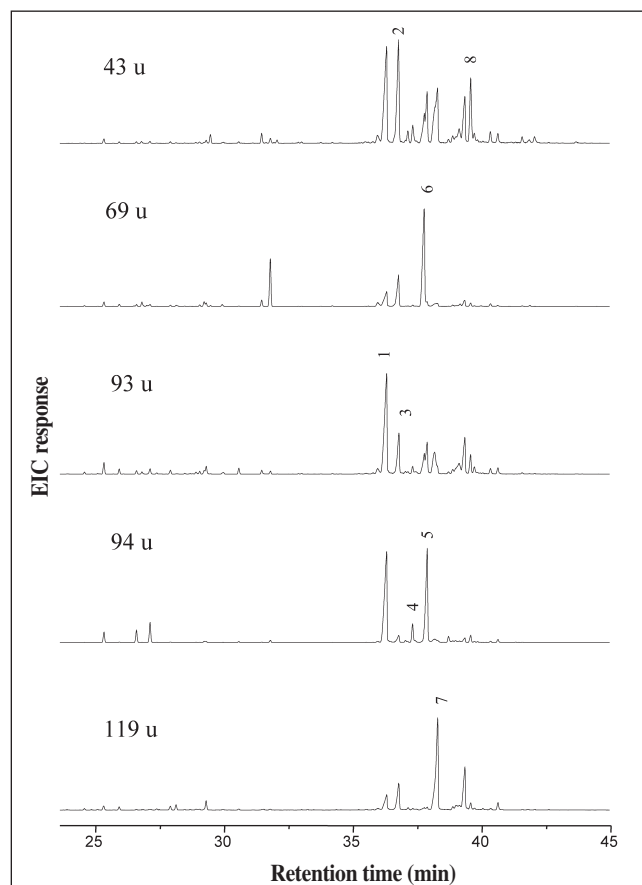 43 u
2
8
69 u
6
93 u
1
3
94 u
4
5
119 u
7
EIC response
25 30 35 40 45
Retention time (min)